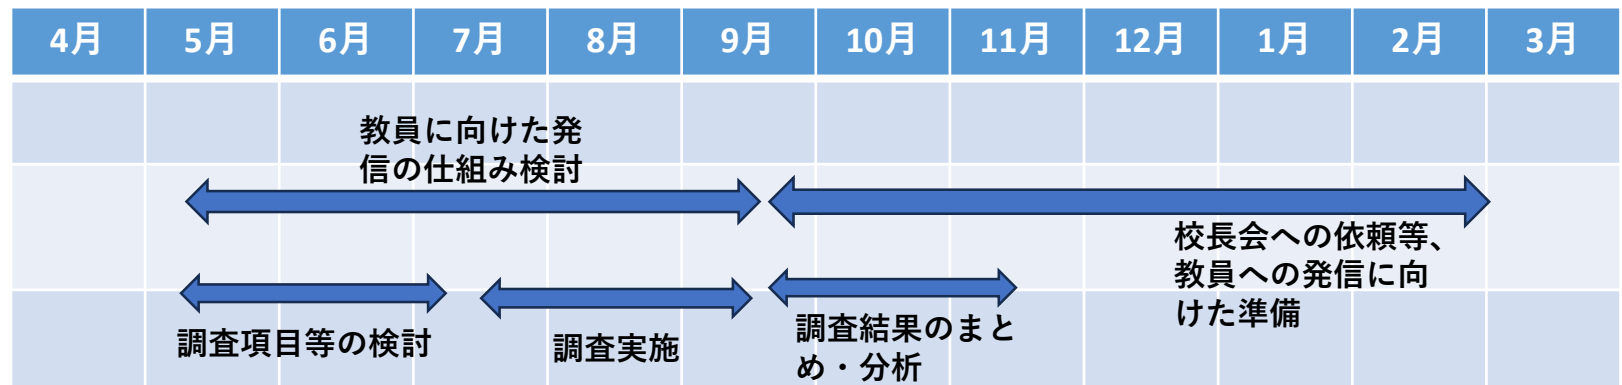 4月 5月 6月 7月 8月 9月 10月 11月 12月 1月 2月 3月
教員に向けた発
信の仕組み検討
校長会への依頼等、
教員への発信に向
けた準備
調査項目等の検討
調査実施
調査結果のまと
め・分析